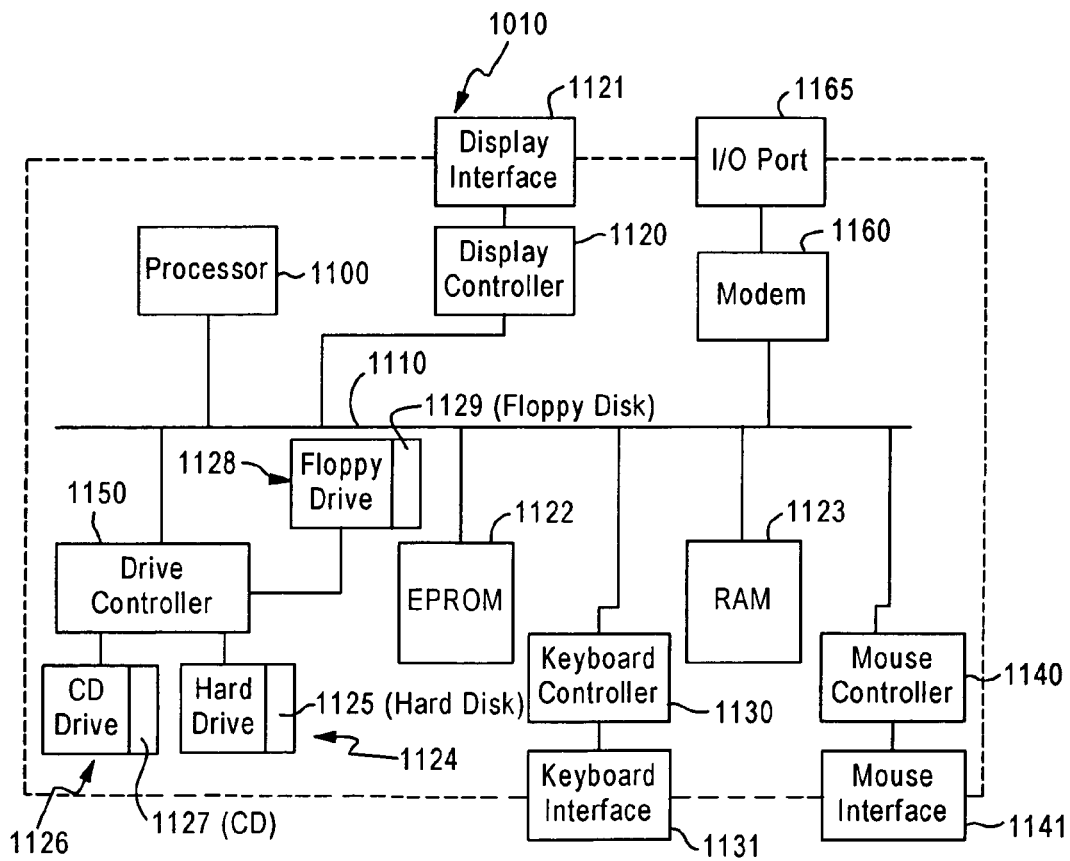 1010
1121
1165
Display
Interface
I/O Port
1120
1160
Processor
1100
Display
Controller
Modem
1110
1129 (Floppy Disk)
1128
Floppy
Drive
1150
1122
1123
Drive
Controller
EPROM
RAM
CD
Drive
Hard
Drive
1125 (Hard Disk)
Keyboard
Controller
1130
Mouse
Controller
1140
1124
1127 (CD)
1126
Keyboard
Interface
1131
Mouse
Interface
1141